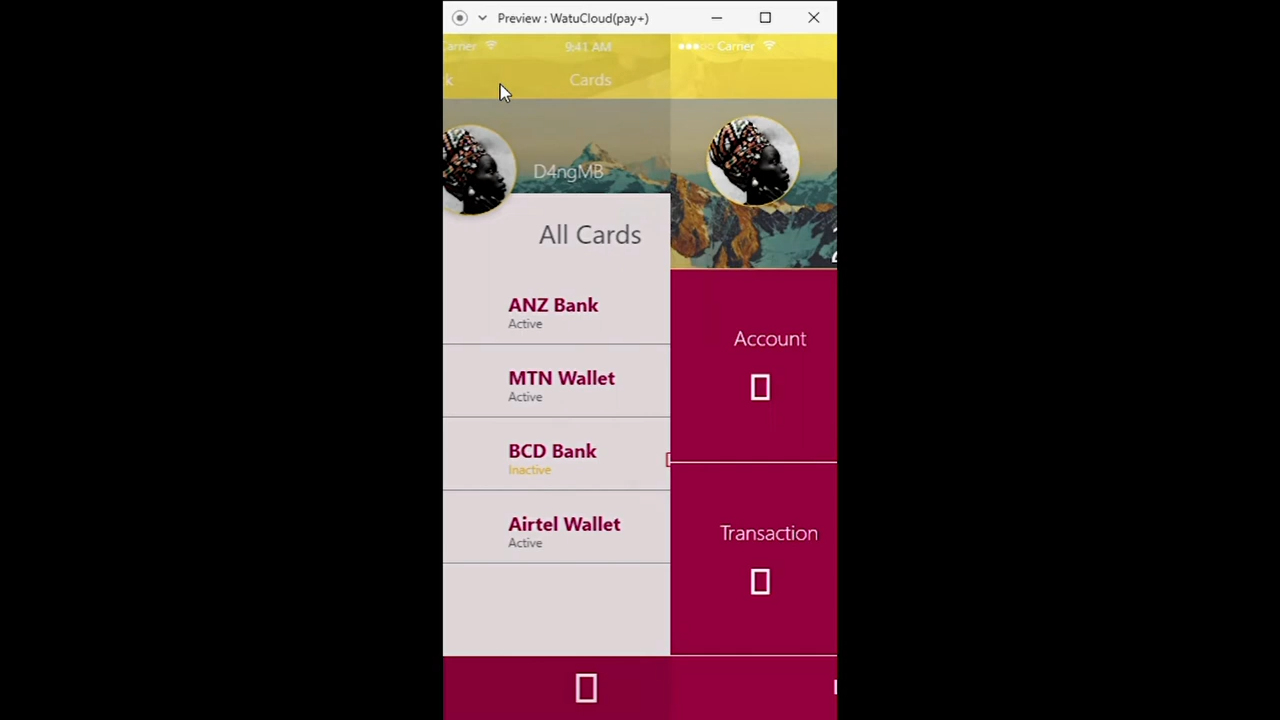 Preview : WatuCloud(pay+)
Carrier 9:41 AM
Carrier
k Cards
D4ngMB
All Cards
ANZ Bank
Active
MTN Wallet
Active
BCD Bank
Inactive
Airtel Wallet
Active
Account
Transaction